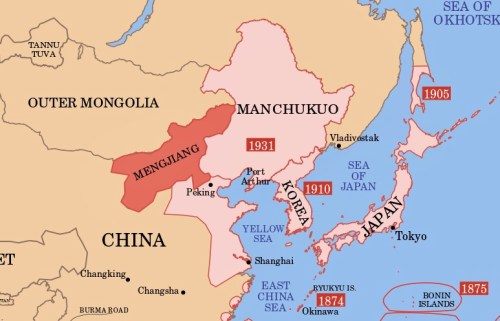 SEA OF
OKHOTSK
TANNU
TUVA
OUTER MONGOLIA
MANCHUKUO
1905
MENGJIANG
1931
Vladivostak
Port
Arthur
Peking
SEA
OF
JAPAN
KOREA
1910
JAPAN
YELLOW
SEA
Tokyo
CHINA
ET
Shanghai
Changking
Changsha
EAST
CHINA
SEA
RYUKYU IS.
1874
Okinawa
1875
BONIN
ISLANDS
BURMA ROAD